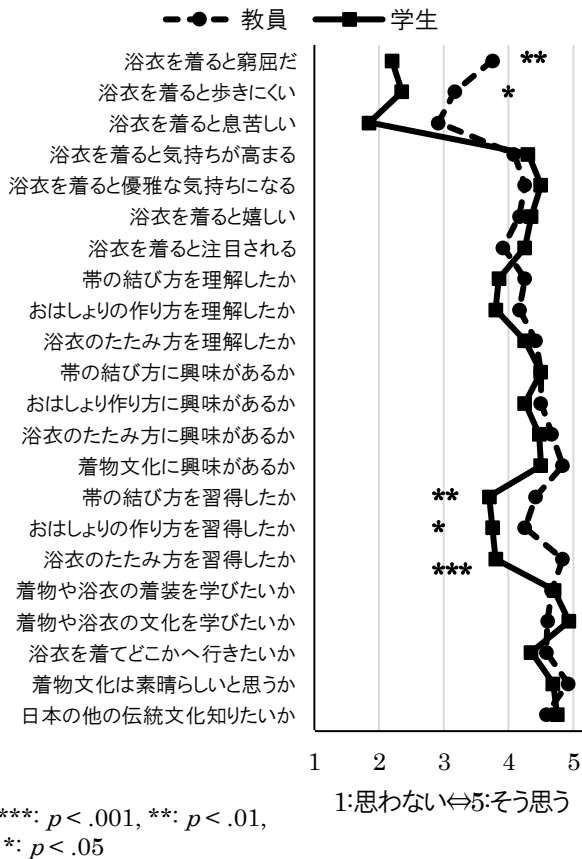 教員 学生
浴衣を着ると窮屈だ **
浴衣を着ると歩きにくい *
浴衣を着ると息苦しい
浴衣を着ると気持ちが高まる
浴衣を着ると優雅な気持ちになる
浴衣を着ると嬉しい
浴衣を着ると注目される
帯の結び方を理解したか
おはしょりの作り方を理解したか
浴衣のたたみ方を理解したか
帯の結び方に興味があるか
おはしょり作り方に興味があるか
浴衣のたたみ方に興味があるか
着物文化に興味があるか
帯の結び方を習得したか **
おはしょりの作り方を習得したか *
浴衣のたたみ方を習得したか ***
着物や浴衣の着装を学びたいか
着物や浴衣の文化を学びたいか
浴衣を着てどこかへ行きたいか
着物文化は素晴らしいと思うか
日本の他の伝統文化知りたいか
1 2 3 4 5
1:思わない⇔5:そう思う
***: p < .001, **: p < .01,
*: p < .05